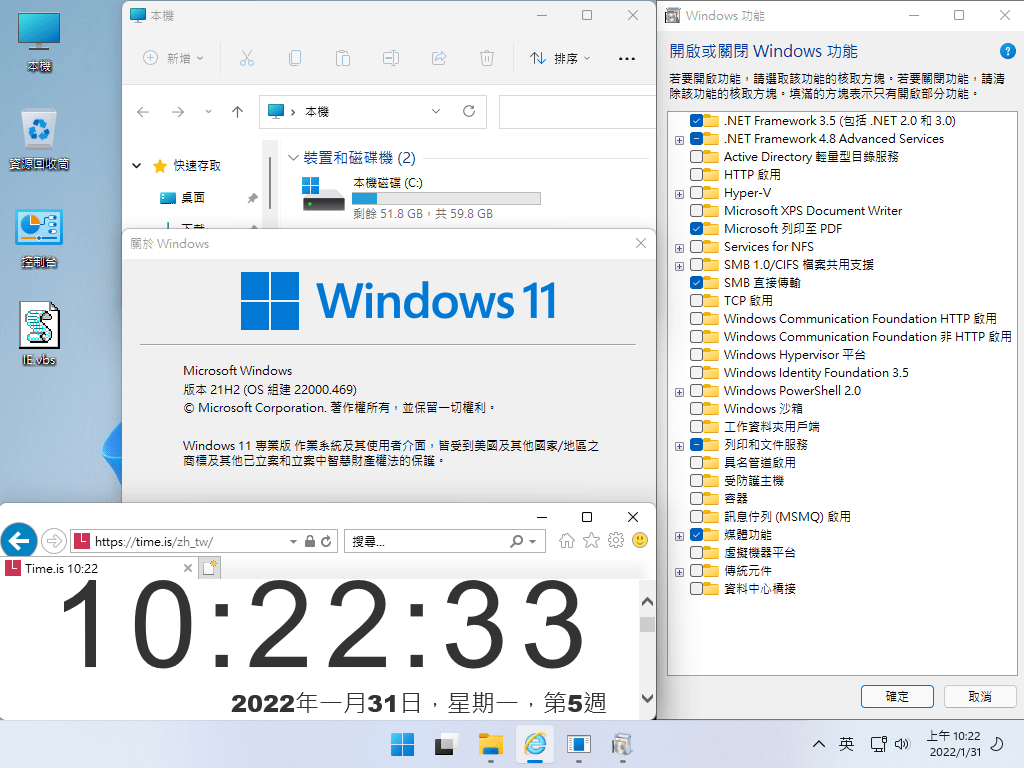 本機
資源回收筒
控制台
IE.vbs
本機
新增
排序
本機
快速存取
桌面
裝置和磁碟機 (2)
本機磁碟 (C:)
剩餘 51.8 GB，共 59.8 GB
關於 Windows
Windows 11
Microsoft Windows
版本 21H2 (OS 組建 22000.469)
© Microsoft Corporation. 著作權所有，並保留一切權利。
Windows 11 專業版 作業系統及其使用者介面，皆受到美國及其他國家/地區之
商標及其他已立案和立案中智慧財產權法的保護。
https://time.is/zh_tw/
搜尋...
Time.is 10:22
10:22:33
2022年一月31日，星期一，第5週
Windows 功能
開啟或關閉 Windows 功能
若要開啟功能，請選取該功能的核取方塊。若要關閉功能，請清
除該功能的核取方塊。填滿的方塊表示只有開啟部分功能。
.NET Framework 3.5 (包括 .NET 2.0 和 3.0)
.NET Framework 4.8 Advanced Services
Active Directory 輕量型目錄服務
HTTP 啟用
Hyper-V
Microsoft XPS Document Writer
Microsoft 列印至 PDF
Services for NFS
SMB 1.0/CIFS 檔案共用支援
SMB 直接傳輸
TCP 啟用
Windows Communication Foundation HTTP 啟用
Windows Communication Foundation 非 HTTP 啟用
Windows Hypervisor 平台
Windows Identity Foundation 3.5
Windows PowerShell 2.0
Windows 沙箱
工作資料夾用戶端
列印和文件服務
具名管道啟用
受防護主機
容器
訊息佇列 (MSMQ) 啟用
媒體功能
虛擬機器平台
傳統元件
資料中心橋接
確定
取消
英
上午 10:22
2022/1/31